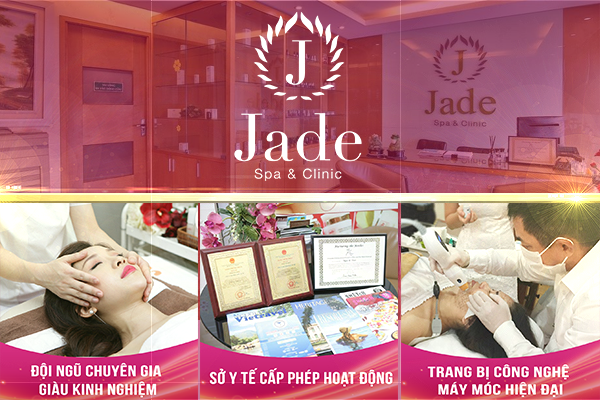 J
Jade
Spa & Clinic
J
Jade
Spa & Clinic
Vietravel
ĐỘI NGŨ CHUYÊN GIA
GIÀU KINH NGHIỆM
SỞ Y TẾ CẤP PHÉP HOẠT ĐỘNG
TRANG BỊ CÔNG NGHỆ
MÁY MÓC HIỆN ĐẠI